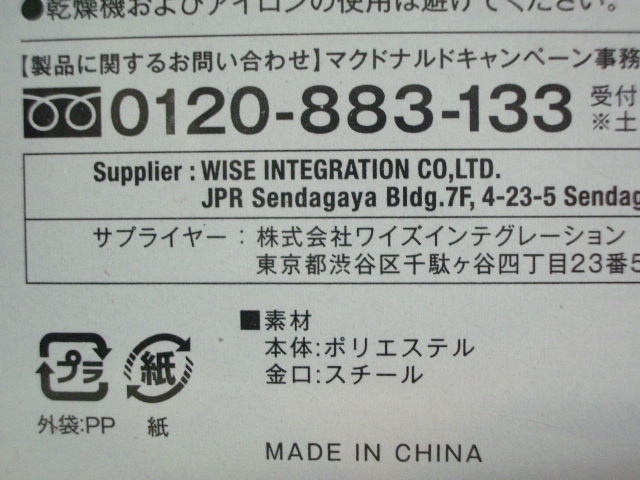 ●乾燥機およびアイロンの使用は避けてください。
【製品に関するお問い合わせ】マクドナルドキャンペーン事務
0120-883-133 受付
※土
Supplier : WISE INTEGRATION CO,LTD.
JPR Sendagaya Bldg.7F, 4-23-5 Sendag
サプライヤー : 株式会社ワイズインテグレーション
東京都渋谷区千駄ヶ谷四丁目23番5
■素材
本体:ポリエステル
金口:スチール
プラ 紙
外袋:PP 紙
MADE IN CHINA